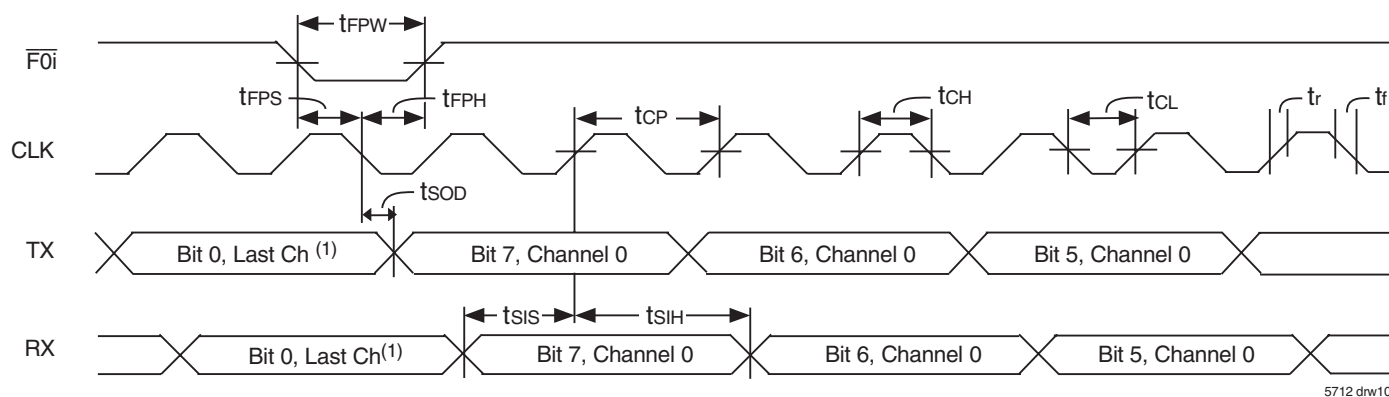 tFPW
F0i
tFPS
tFPH
tCP
tCH
tCL
tr
tf
CLK
tSOD
TX
Bit 0, Last Ch (1)
Bit 7, Channel 0
Bit 6, Channel 0
Bit 5, Channel 0
tSIS
tSIH
RX
Bit 0, Last Ch(1)
Bit 7, Channel 0
Bit 6, Channel 0
Bit 5, Channel 0
5712 drw10